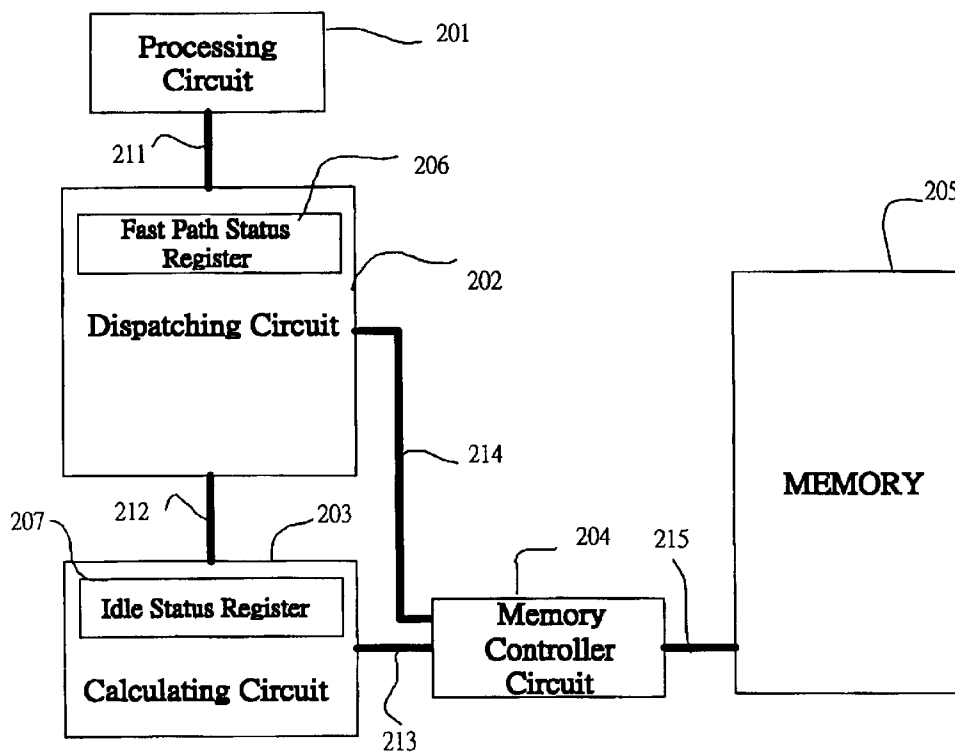 201
Processing
Circuit
211
206
Fast Path Status
Register
205
202
Dispatching Circuit
214
MEMORY
212
207
203
204
215
Idle Status Register
Memory
Controller
Circuit
Calculating Circuit
213